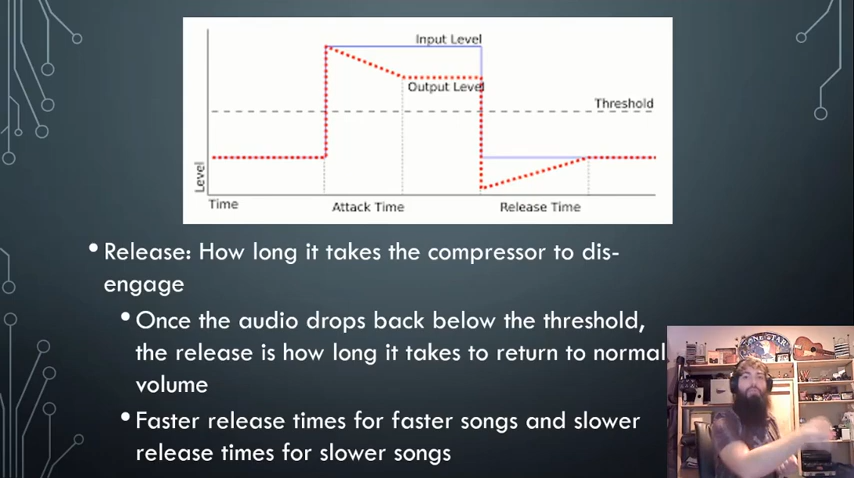 Input Level
Output Level
Threshold
Level
Time
Attack Time
Release Time
• Release: How long it takes the compressor to dis-
engage
• Once the audio drops back below the threshold,
the release is how long it takes to return to normal
volume
• Faster release times for faster songs and slower
release times for slower songs